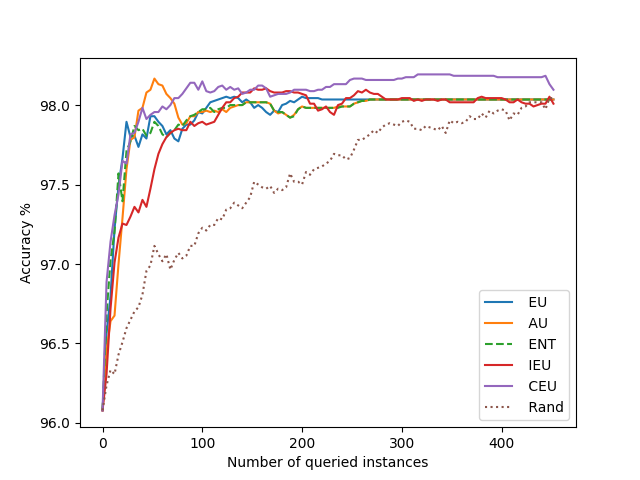 98.0
97.5
97.0
96.5
96.0
Accuracy %
0 100 200 300 400
Number of queried instances
EU
AU
ENT
IEU
CEU
Rand